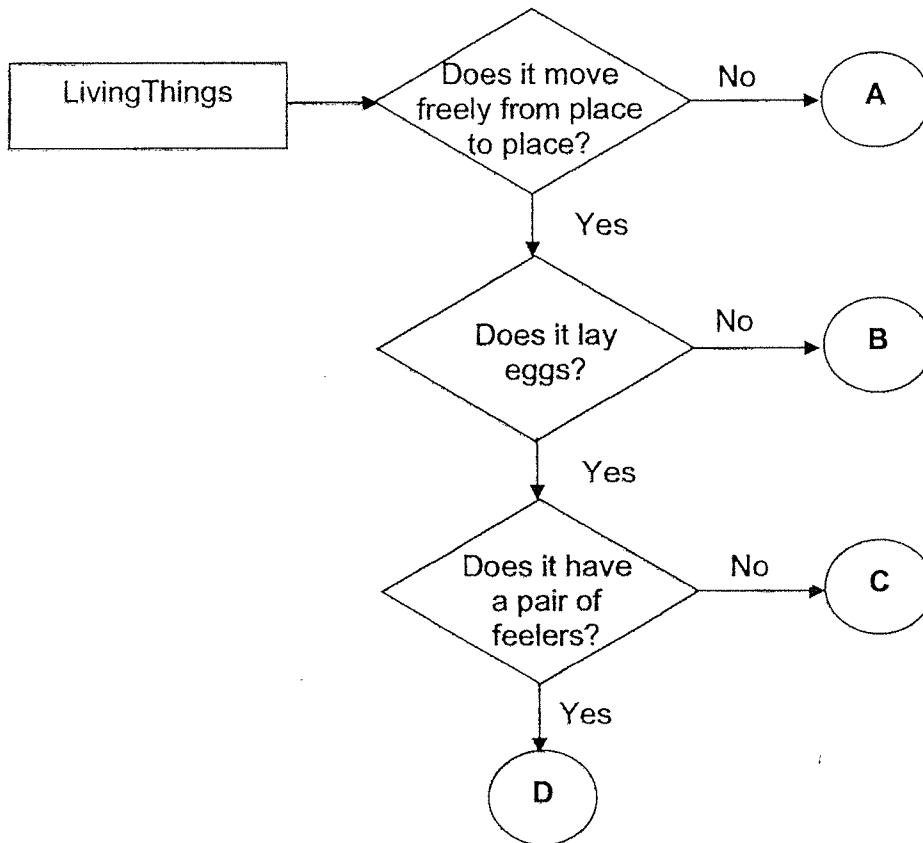 LivingThings
Does it move
freely from place
to place?
No
A
Yes
Does it lay
eggs?
No
B
Yes
Does it have
a pair of
feelers?
No
C
Yes
D